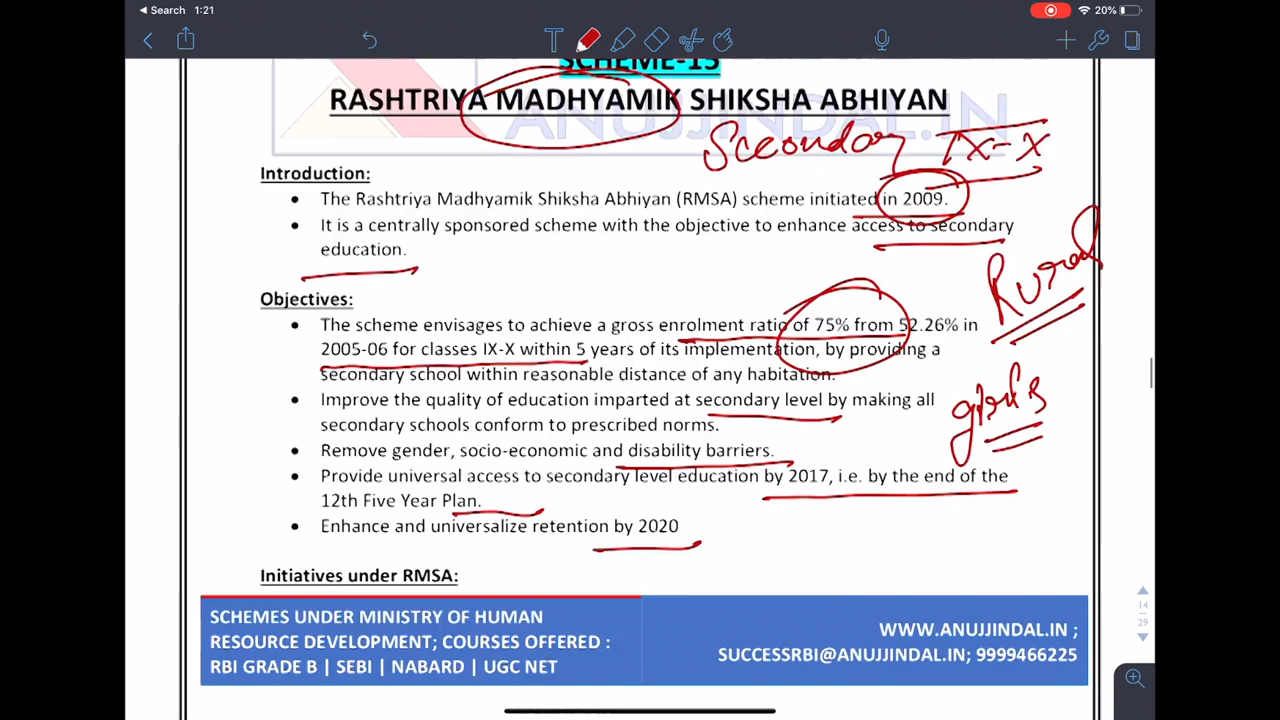 Search 1:21
20%
SCHEME-15
RASHTRIYA MADHYAMIK SHIKSHA ABHIYAN
ANUJJINDAL.IN
Secondary IX-X
Introduction:
• The Rashtriya Madhyamik Shiksha Abhiyan (RMSA) scheme initiated in 2009.
• It is a centrally sponsored scheme with the objective to enhance access to secondary
education.
Rural
Objectives:
• The scheme envisages to achieve a gross enrolment ratio of 75% from 52.26% in
2005-06 for classes IX-X within 5 years of its implementation, by providing a
secondary school within reasonable distance of any habitation.
• Improve the quality of education imparted at secondary level by making all
secondary schools conform to prescribed norms.
girls
• Remove gender, socio-economic and disability barriers.
• Provide universal access to secondary level education by 2017, i.e. by the end of the
12th Five Year Plan.
• Enhance and universalize retention by 2020
Initiatives under RMSA:
SCHEMES UNDER MINISTRY OF HUMAN
RESOURCE DEVELOPMENT; COURSES OFFERED :
RBI GRADE B | SEBI | NABARD | UGC NET
WWW.ANUJJINDAL.IN ;
SUCCESSRBI@ANUJJINDAL.IN; 9999466225
14
29